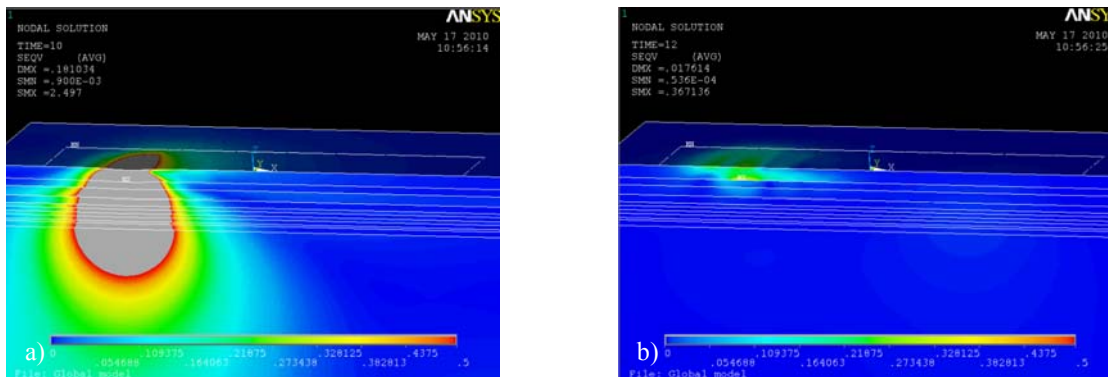 1
ANSYS
NODAL SOLUTION
MAY 17 2010
10:56:14
TIME=10
SEQV (AVG)
DMX =.181034
SMN =.900E-03
SMX =2.497
MX
Z
Y
X
a)
0 .109375 .21875 .328125 .4375
.054688 .164063 .273438 .382813 .5
File: Global model
1
ANSYS
NODAL SOLUTION
MAY 17 2010
10:56:25
TIME=12
SEQV (AVG)
DMX =.017614
SMN =.536E-04
SMX =.367136
X
b)
0 .109375 .21875 .328125 .4375
.054688 .164063 .273438 .382813 .5
File: Global model